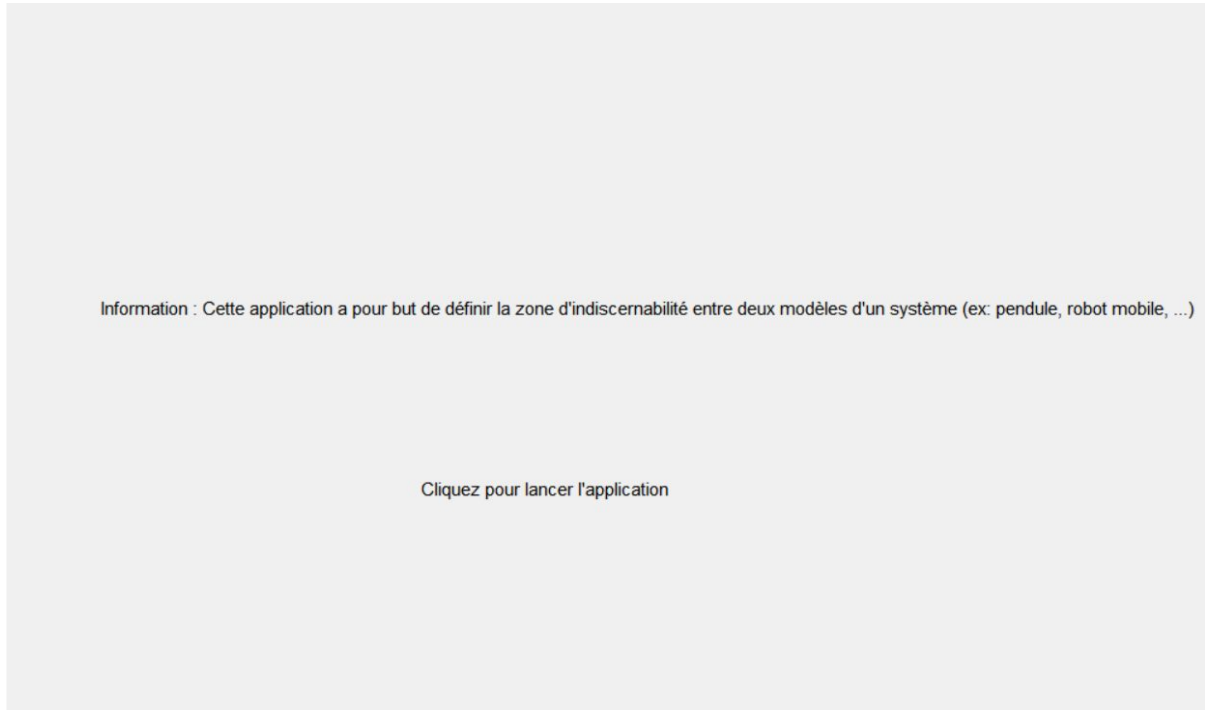 Information : Cette application a pour but de définir la zone d'indiscernabilité entre deux modèles d'un système (ex: pendule, robot mobile, ...)
Cliquez pour lancer l'application